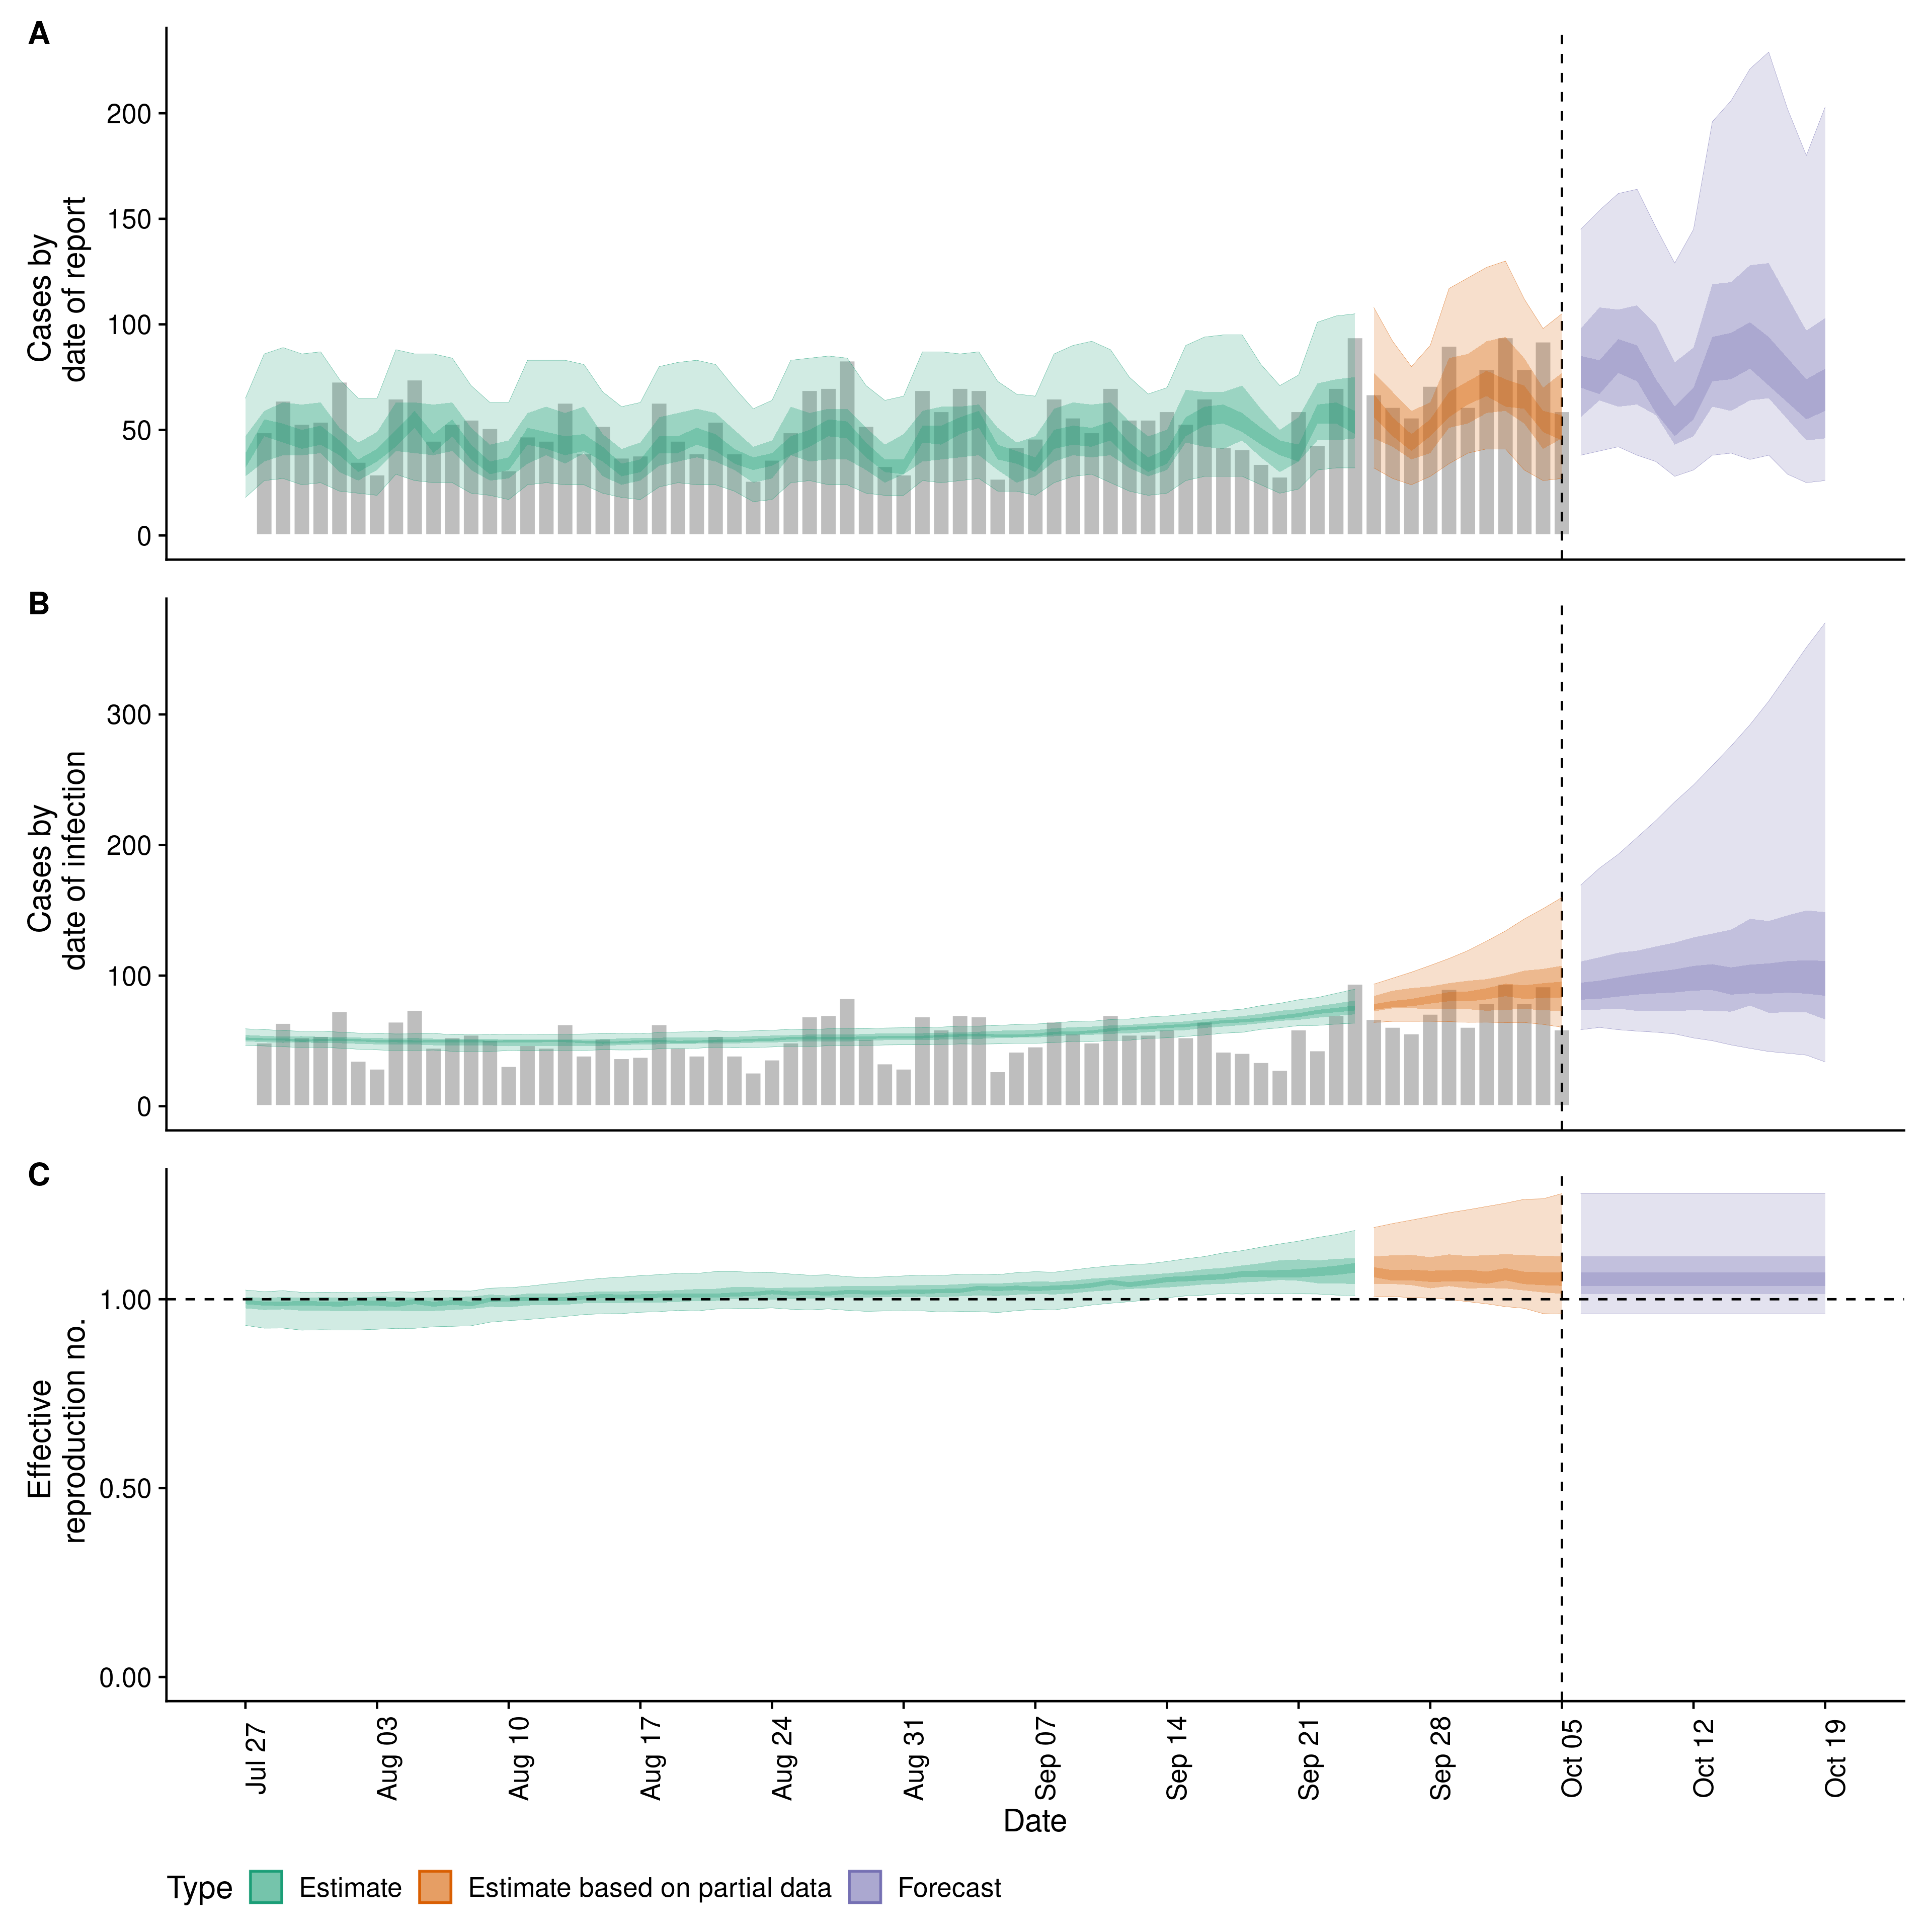 A
Cases by
date of report
200
150
100
50
0
B
Cases by
date of infection
300
200
100
0
C
Effective
reproduction no.
1.00
0.50
0.00
Jul 27
Aug 03
Aug 10
Aug 17
Aug 24
Aug 31
Sep 07
Sep 14
Sep 21
Sep 28
Oct 05
Oct 12
Oct 19
Date
Type Estimate Estimate based on partial data Forecast